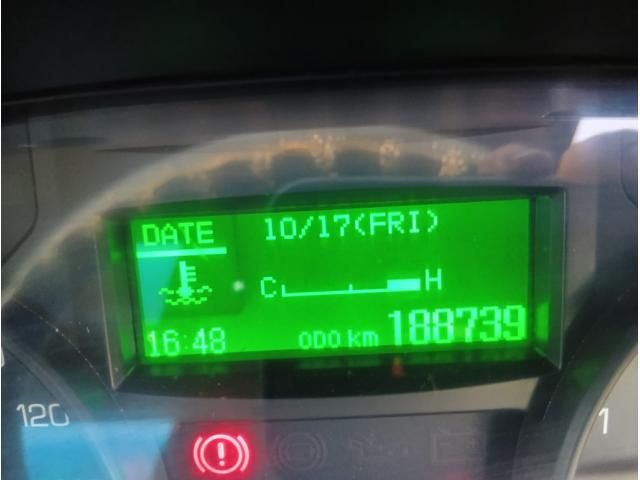 DATE 10/17(FRI)
C H
16:48 ODO km 188739
120 1